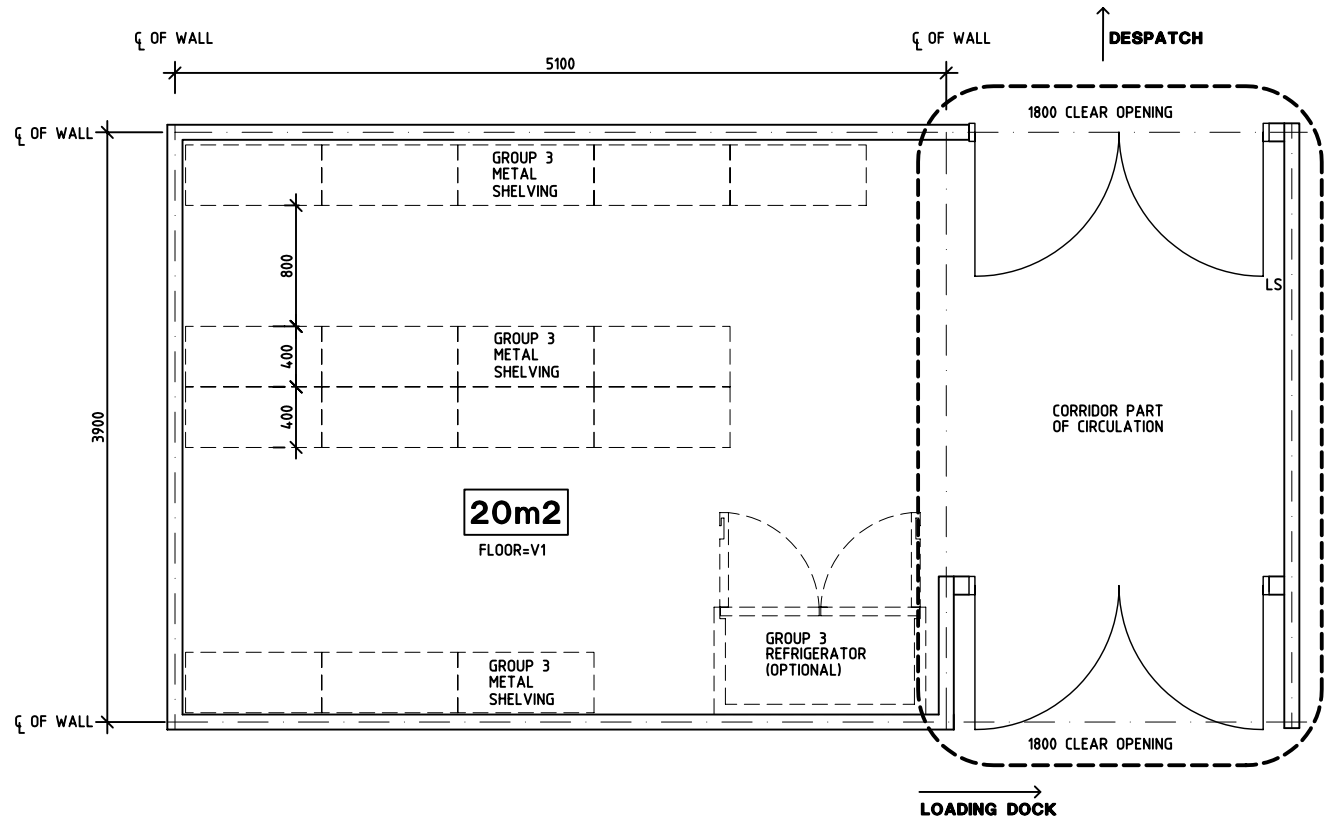 ℄ OF WALL
℄ OF WALL
DESPATCH
5100
1800 CLEAR OPENING
℄ OF WALL
GROUP 3
METAL
SHELVING
800
LS
GROUP 3
METAL
SHELVING
400
400
3900
CORRIDOR PART
OF CIRCULATION
20m2
FLOOR=V1
GROUP 3
REFRIGERATOR
(OPTIONAL)
GROUP 3
METAL
SHELVING
℄ OF WALL
1800 CLEAR OPENING
LOADING DOCK